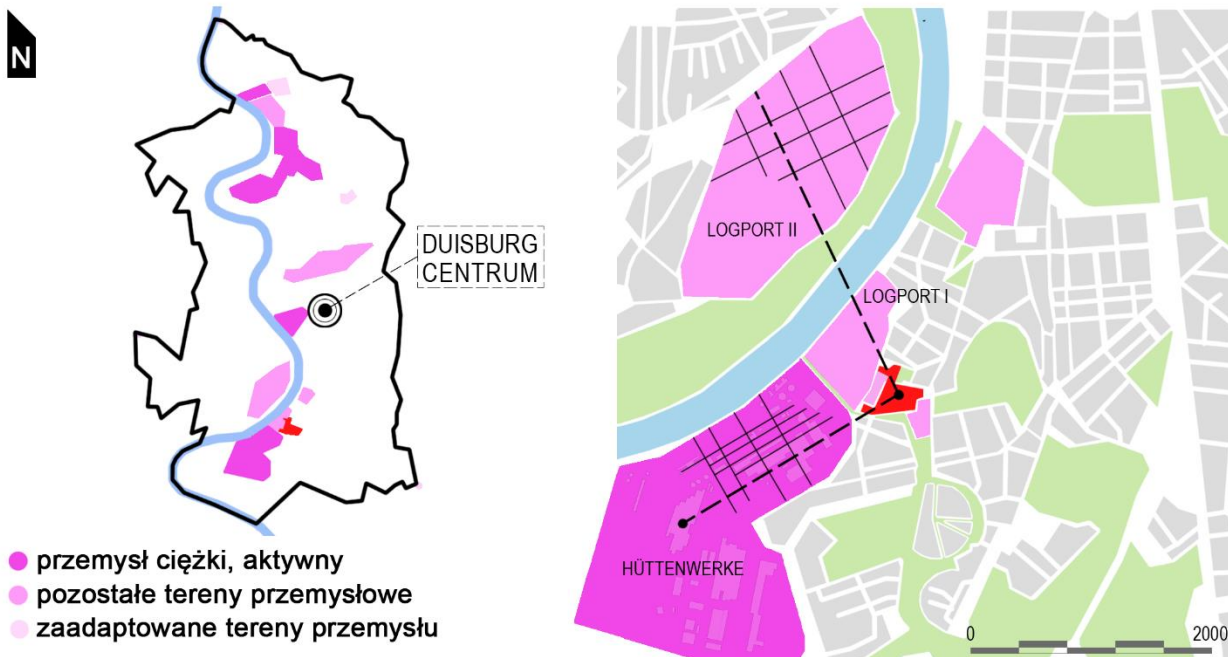 N
DUISBURG
CENTRUM
przemysł ciężki, aktywny
pozostałe tereny przemysłowe
zaadaptowane tereny przemysłu
LOGPORT II
LOGPORT I
HÜTTENWERKE
0
2000